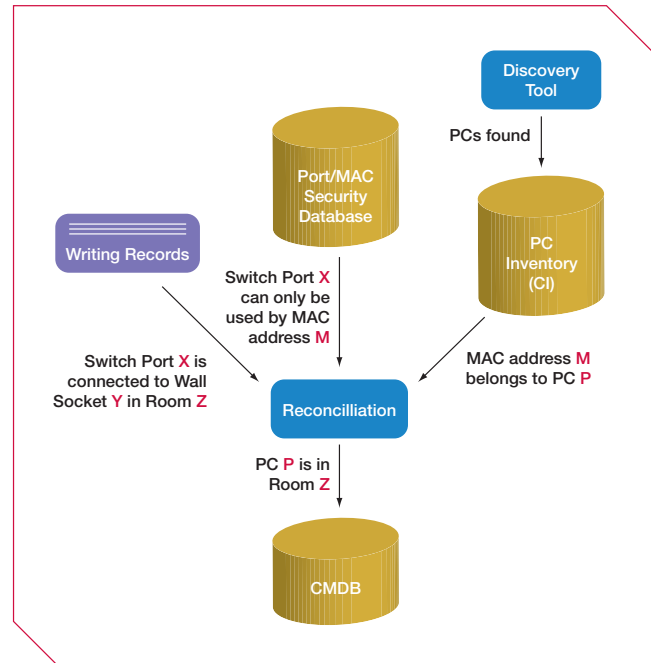 Discovery
Tool
PCs found
Port/MAC
Security
Database
PC
Inventory
(CI)
Writing Records
Switch Port X
can only be
used by MAC
address M
Switch Port X is
connected to Wall
Socket Y in Room Z
MAC address M
belongs to PC P
Reconcilliation
PC P is in
Room Z
CMDB